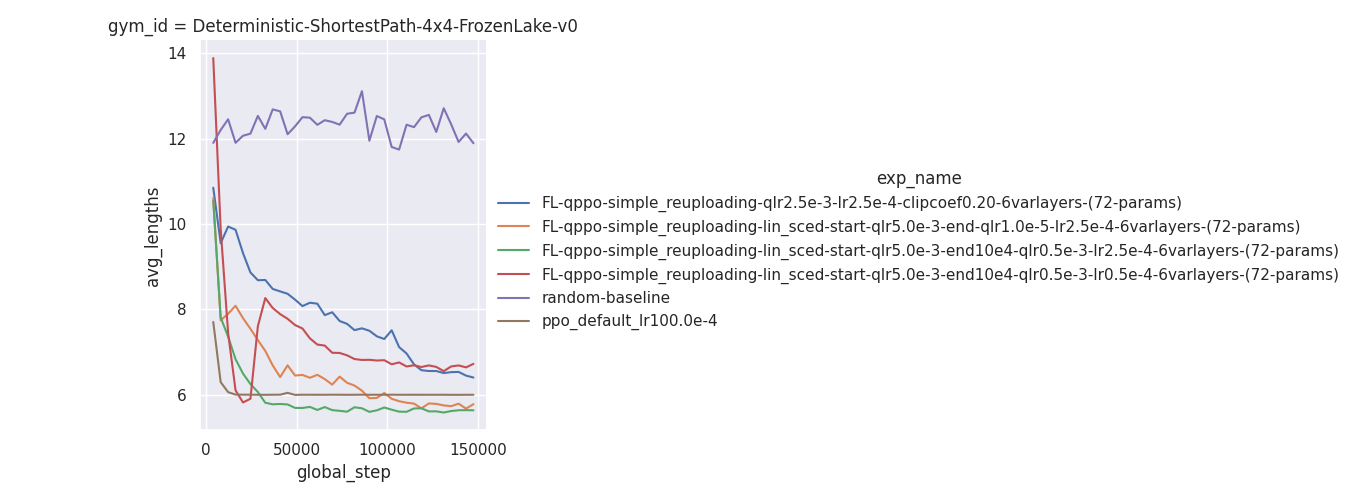 gym_id = Deterministic-ShortestPath-4x4-FrozenLake-v0
14
12
10
8
6
avg_lengths
0
50000
100000
150000
global_step
exp_name
FL-qppo-simple_reuploading-qlr2.5e-3-lr2.5e-4-clipcoef0.20-6varlayers-(72-params)
FL-qppo-simple_reuploading-lin_sced-start-qlr5.0e-3-end-qlr1.0e-5-lr2.5e-4-6varlayers-(72-params)
FL-qppo-simple_reuploading-lin_sced-start-qlr5.0e-3-end10e4-qlr0.5e-3-lr2.5e-4-6varlayers-(72-params)
FL-qppo-simple_reuploading-lin_sced-start-qlr5.0e-3-end10e4-qlr0.5e-3-lr0.5e-4-6varlayers-(72-params)
random-baseline
ppo_default_lr100.0e-4